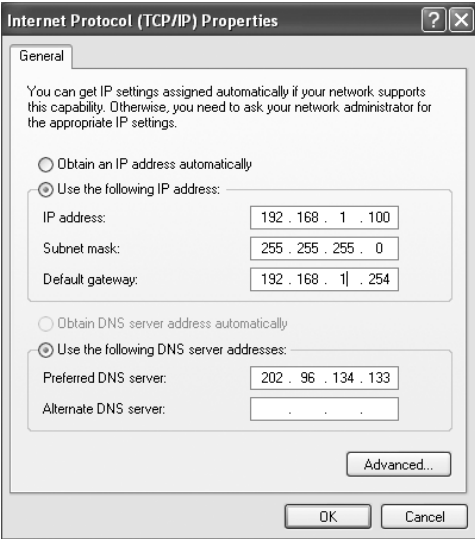 Internet Protocol (TCP/IP) Properties
General
You can get IP settings assigned automatically if your network supports
this capability. Otherwise, you need to ask your network administrator for
the appropriate IP settings.
Obtain an IP address automatically
Use the following IP address:
IP address: 192 . 168 . 1 . 100
Subnet mask: 255 . 255 . 255 . 0
Default gateway: 192 . 168 . 1 . 254
Obtain DNS server address automatically
Use the following DNS server addresses:
Preferred DNS server: 202 . 96 . 134 . 133
Alternate DNS server: . . .
Advanced...
OK Cancel